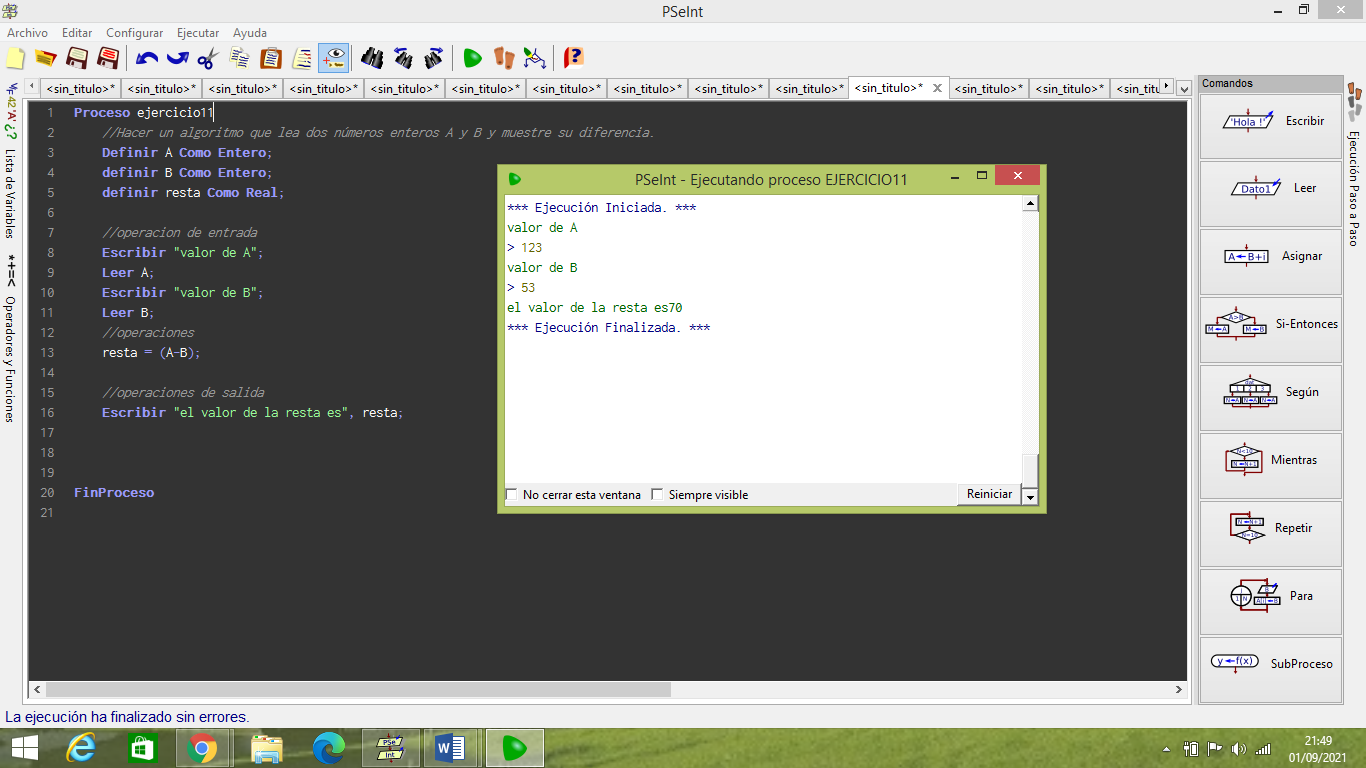 PSeInt
Archivo Editar Configurar Ejecutar Ayuda
<sin_titulo>* <sin_titulo>* <sin_titulo>* <sin_titulo>* <sin_titulo>* <sin_titulo>* <sin_titulo>* <sin_titulo>* <sin_titulo>* <sin_titulo>* <sin_titulo>* <sin_titulo>* <sin_titulo>* <sin_titu
Lista de Variables
Operadores y Funciones
1 Proceso ejercicio11
2 //Hacer un algoritmo que lea dos números enteros A y B y muestre su diferencia.
3 Definir A Como Entero;
4 definir B Como Entero;
5 definir resta Como Real;
6
7 //operacion de entrada
8 Escribir "valor de A";
9 Leer A;
10 Escribir "valor de B";
11 Leer B;
12 //operaciones
13 resta = (A-B);
14
15 //operaciones de salida
16 Escribir "el valor de la resta es", resta;
17
18
19
20 FinProceso
21
PSeInt - Ejecutando proceso EJERCICIO11
*** Ejecución Iniciada. ***
valor de A
> 123
valor de B
> 53
el valor de la resta es70
*** Ejecución Finalizada. ***
No cerrar esta ventana Siempre visible Reiniciar
Comandos
'Hola !' Escribir
Dato1 Leer
A←B+i Asignar
Si-Entonces
Según
Mientras
Repetir
Para
y←f(x) SubProceso
Ejecución Paso a Paso
La ejecución ha finalizado sin errores.
21:49
01/09/2021